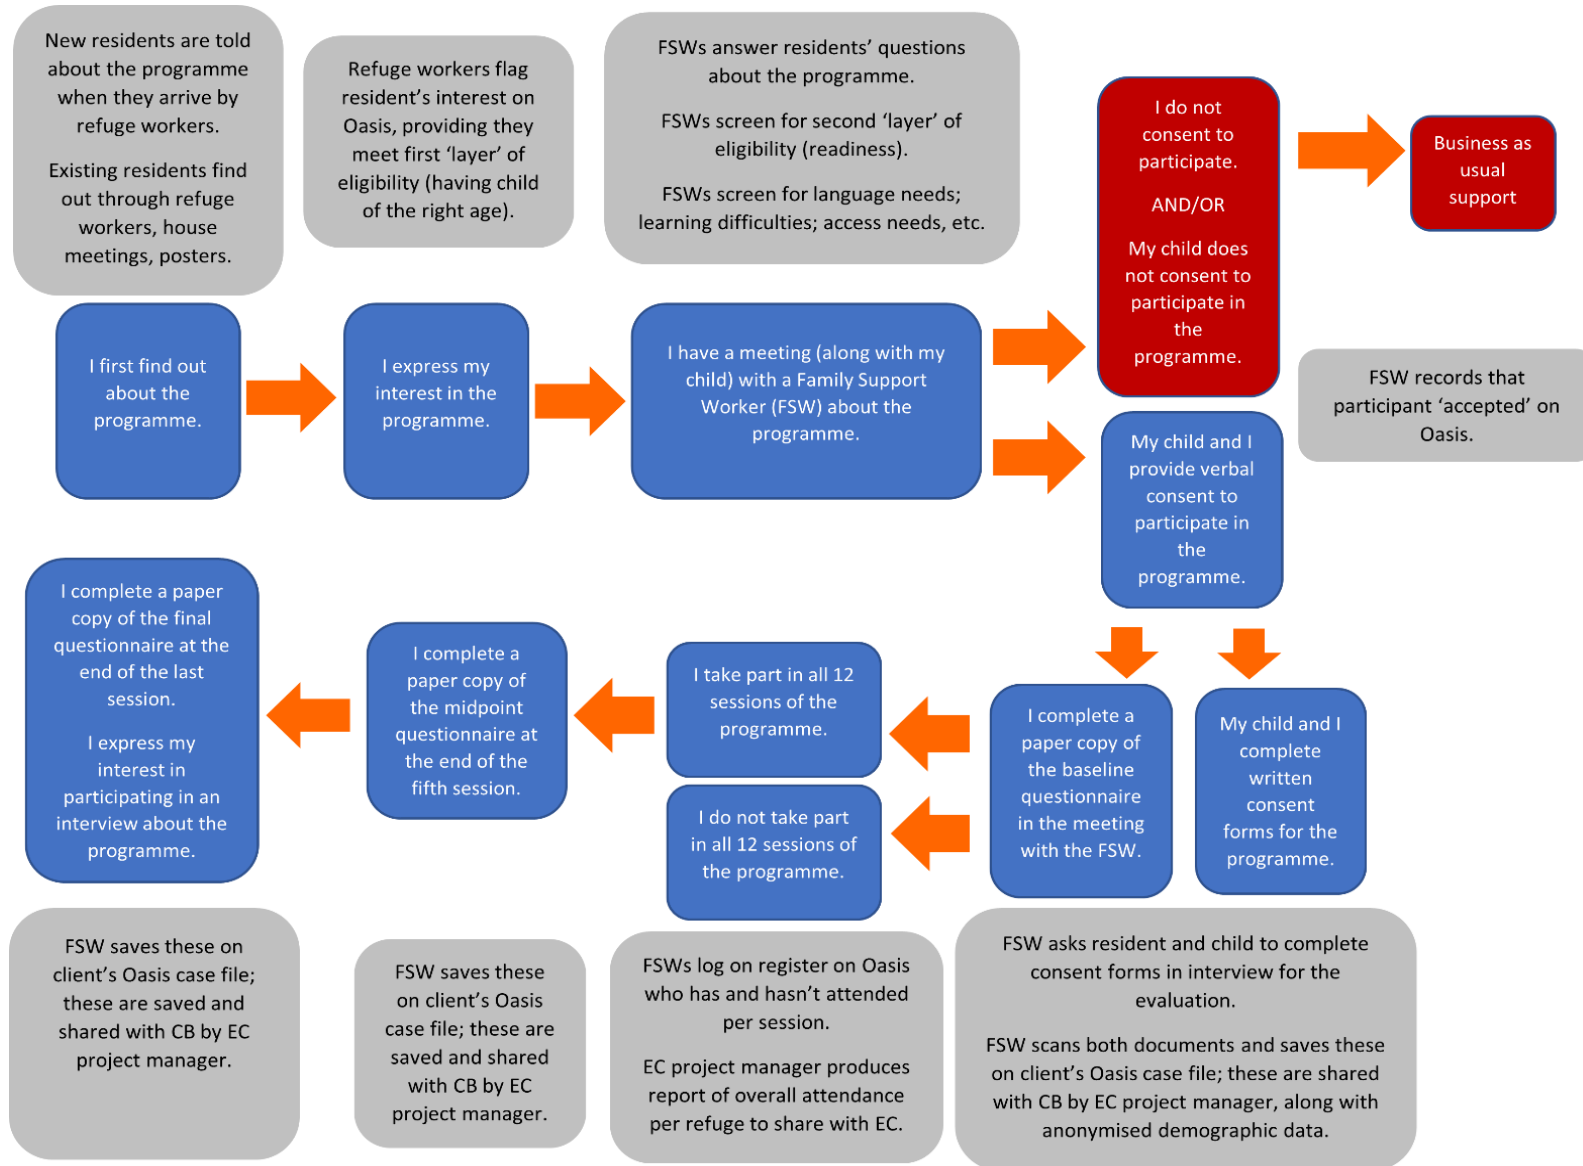 New residents are told
about the programme
when they arrive by
refuge workers.
Existing residents find
out through refuge
workers, house
meetings, posters.
Refuge workers flag
resident’s interest on
Oasis, providing they
meet first ‘layer’ of
eligibility (having child
of the right age).
FSWs answer residents’ questions
about the programme.
FSWs screen for second ‘layer’ of
eligibility (readiness).
FSWs screen for language needs;
learning difficulties; access needs, etc.
I do not
consent to
participate.
AND/OR
My child does
not consent to
participate in
the
programme.
Business as
usual
support
I first find out
about the
programme.
I express my
interest in the
programme.
I have a meeting (along with my
child) with a Family Support
Worker (FSW) about the
programme.
FSW records that
participant ‘accepted’ on
Oasis.
My child and I
provide verbal
consent to
participate in
the
programme.
I complete a paper
copy of the final
questionnaire at the
end of the last
session.
I express my
interest in
participating in an
interview about the
programme.
I complete a
paper copy of
the midpoint
questionnaire at
the end of the
fifth session.
I take part in all 12
sessions of the
programme.
I do not take part
in all 12 sessions of
the programme.
I complete a
paper copy of
the baseline
questionnaire
in the meeting
with the FSW.
My child and I
complete
written
consent
forms for the
programme.
FSW saves these on
client’s Oasis case file;
these are saved and
shared with CB by EC
project manager.
FSW saves these
on client’s Oasis
case file; these are
saved and shared
with CB by EC
project manager.
FSWs log on register on Oasis
who has and hasn’t attended
per session.
EC project manager produces
report of overall attendance
per refuge to share with EC.
FSW asks resident and child to complete
consent forms in interview for the
evaluation.
FSW scans both documents and saves these
on client’s Oasis case file; these are shared
with CB by EC project manager, along with
anonymised demographic data.